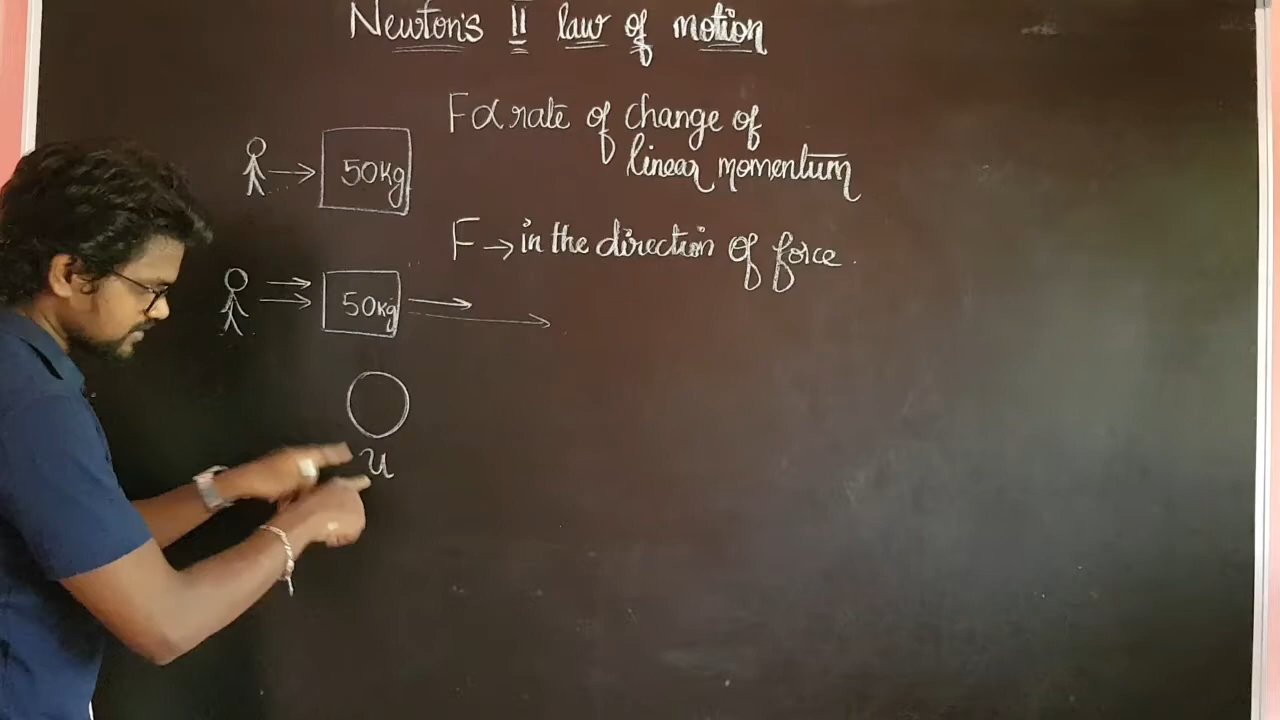 Newton's II law of motion
F α rate of change of
linear momentum
50kg
F → in the direction of force.
50kg
u